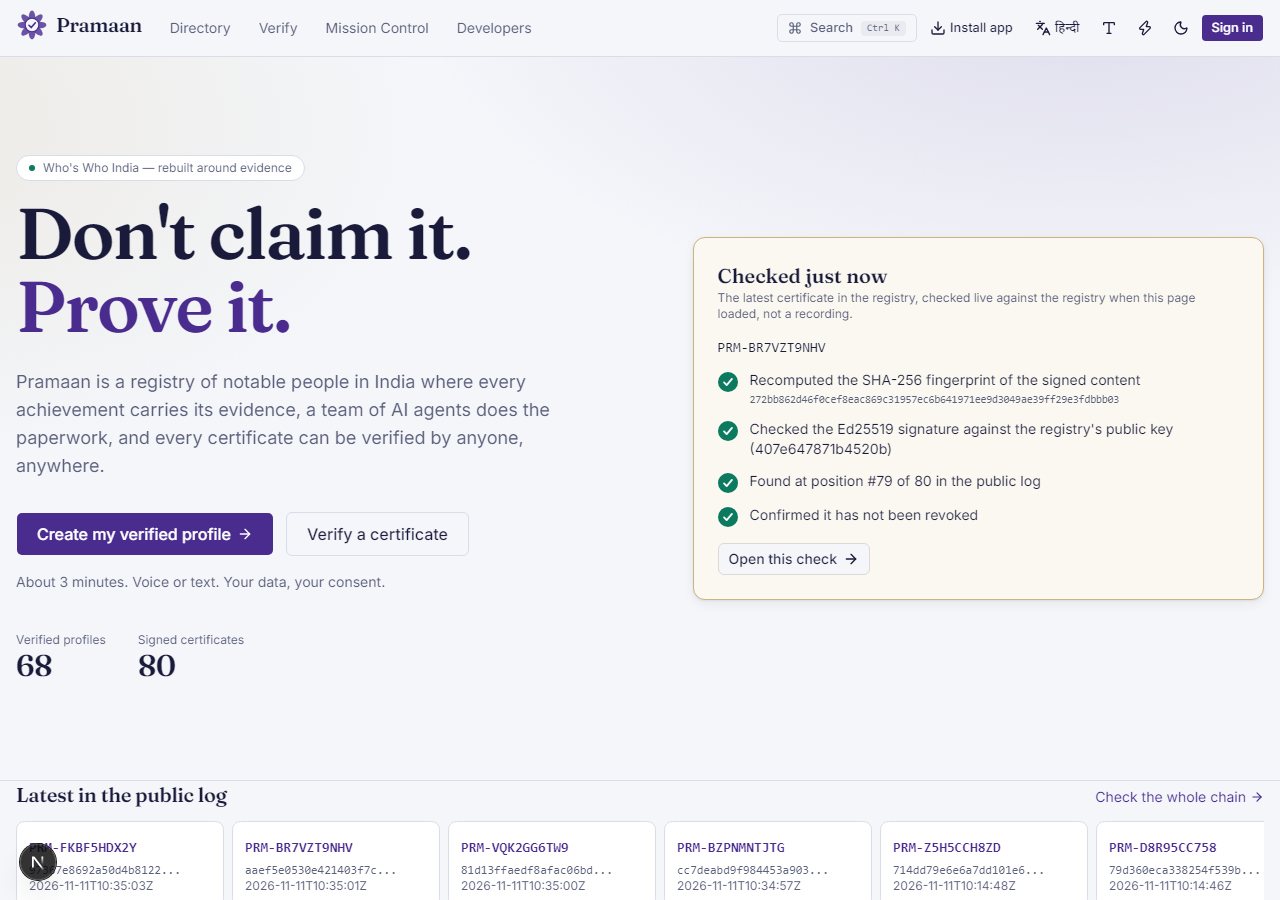 Pramaan
Directory
Verify
Mission Control
Developers
Search
Ctrl K
Install app
हिन्दी
Sign in
Who's Who India — rebuilt around evidence
Don't claim it.
Prove it.
Pramaan is a registry of notable people in India where every
achievement carries its evidence, a team of AI agents does the
paperwork, and every certificate can be verified by anyone,
anywhere.
Create my verified profile →
Verify a certificate
About 3 minutes. Voice or text. Your data, your consent.
Verified profiles
68
Signed certificates
80
Checked just now
The latest certificate in the registry, checked live against the registry when this page
loaded, not a recording.
PRM-BR7VZT9NHV
Recomputed the SHA-256 fingerprint of the signed content
272bb862d46f0cef8eac869c31957ec6b641971ee9d3049ae39ff29e3fdbbb03
Checked the Ed25519 signature against the registry's public key
(407e647871b4520b)
Found at position #79 of 80 in the public log
Confirmed it has not been revoked
Open this check →
Latest in the public log
Check the whole chain →
PRM-FKBF5HDX2Y
2026-11-11T10:35:03Z
PRM-BR7VZT9NHV
aaef5e0530e421403f7c...
2026-11-11T10:35:01Z
PRM-VQK2GG6TW9
81d13ffaedf8afac06bd...
2026-11-11T10:35:00Z
PRM-BZPNMNTJTG
cc7deabd9f984453a903...
2026-11-11T10:34:57Z
PRM-Z5H5CCH8ZD
714dd79e6e6a7dd101e6...
2026-11-11T10:14:48Z
PRM-D8R95CC758
79d360eca338254f539b...
2026-11-11T10:14:46Z